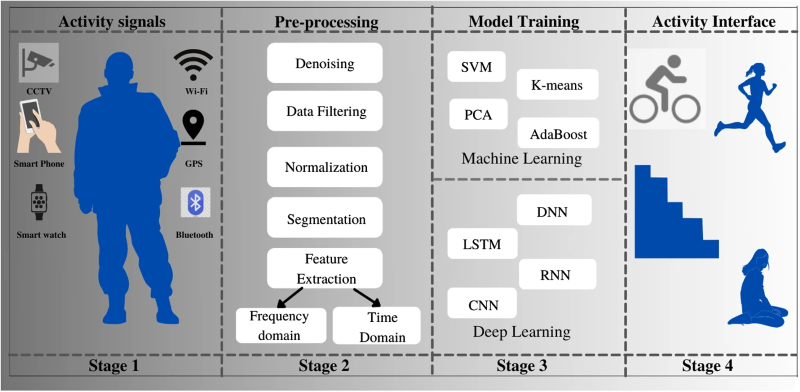 Activity signals
Pre-processing
Model Training
Activity Interface
CCTV
Wi-Fi
Smart Phone
GPS
Smart watch
Bluetooth
Denoising
Data Filtering
Normalization
Segmentation
Feature
Extraction
Frequency
domain
Time
Domain
SVM
K-means
PCA
AdaBoost
Machine Learning
DNN
LSTM
RNN
CNN
Deep Learning
Stage 1
Stage 2
Stage 3
Stage 4